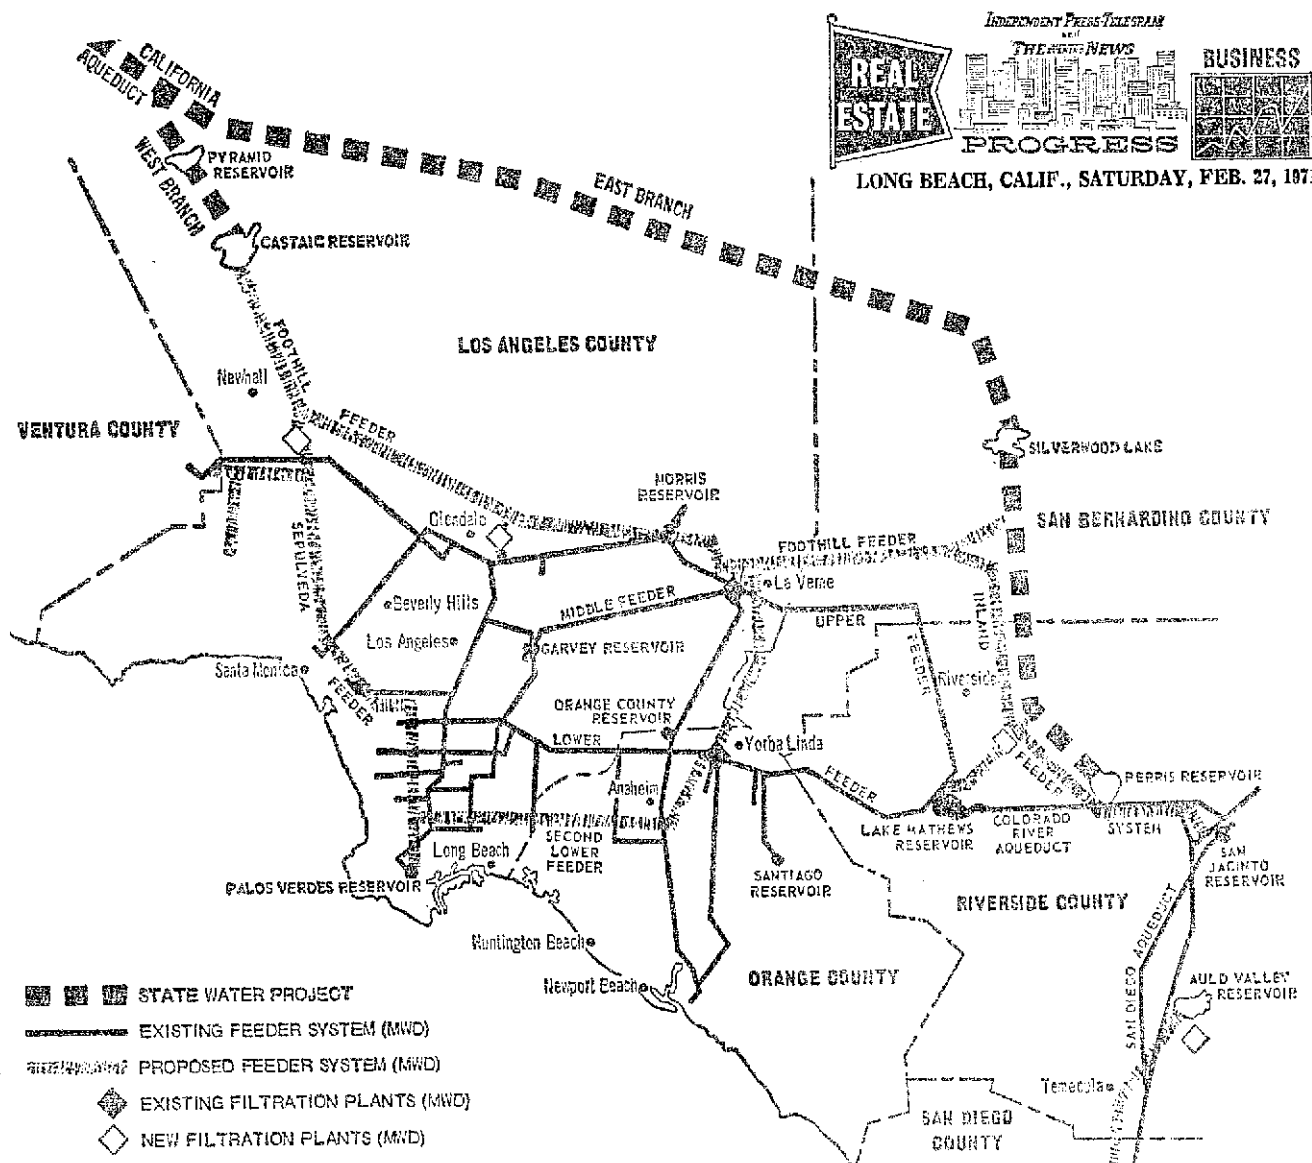 INDEPENDENT PRESS-TELEGRAM
and
THE NEWS
REAL
ESTATE
PROGRESS
BUSINESS
LONG BEACH, CALIF., SATURDAY, FEB. 27, 1971
CALIFORNIA
AQUEDUCT
WEST BRANCH
PYRAMID
RESERVOIR
EAST BRANCH
CASTAIC RESERVOIR
FOOTHILL
FEEDER
LOS ANGELES COUNTY
Newhall
VENTURA COUNTY
SILVERWOOD LAKE
MORRIS
RESERVOIR
SAN BERNARDINO COUNTY
Glendale
FOOTHILL FEEDER
La Verne
SEPULVEDA
FEEDER
Beverly Hills
MIDDLE FEEDER
UPPER
FEEDER
INLAND
FEEDER
Los Angeles
GARVEY RESERVOIR
Santa Monica
Riverside
ORANGE COUNTY
RESERVOIR
LOWER
FEEDER
Yorba Linda
Anaheim
PERRIS RESERVOIR
LAKE MATHEWS
RESERVOIR
COLORADO
RIVER
AQUEDUCT
SYSTEM
SAN
JACINTO
RESERVOIR
SECOND
LOWER
FEEDER
Long Beach
PALOS VERDES RESERVOIR
SANTIAGO
RESERVOIR
RIVERSIDE COUNTY
SAN DIEGO AQUEDUCT
Huntington Beach
Newport Beach
ORANGE COUNTY
AULD VALLEY
RESERVOIR
Temecula
SAN DIEGO
COUNTY
STATE WATER PROJECT
EXISTING FEEDER SYSTEM (MWD)
PROPOSED FEEDER SYSTEM (MWD)
EXISTING FILTRATION PLANTS (MWD)
NEW FILTRATION PLANTS (MWD)